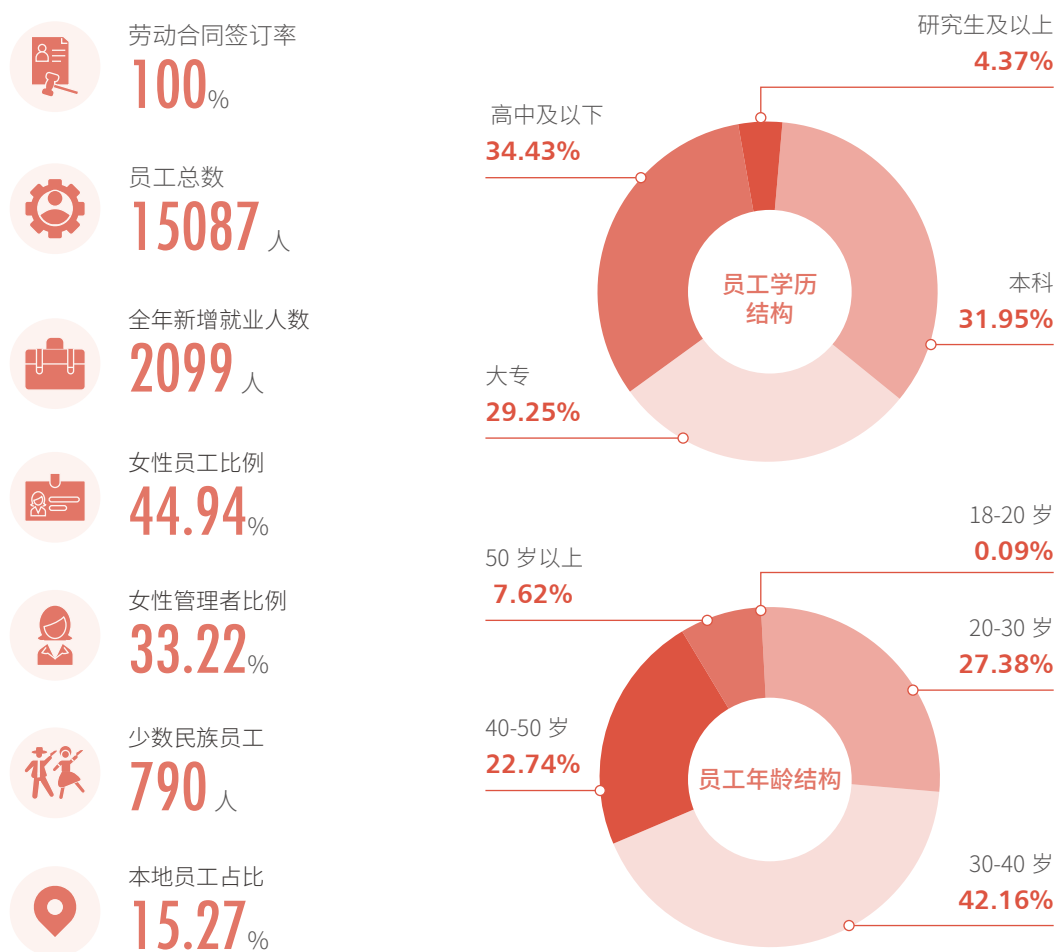 劳动合同签订率
100%
员工总数
15087 人
全年新增就业人数
2099 人
女性员工比例
44.94%
女性管理者比例
33.22%
少数民族员工
790 人
本地员工占比
15.27%
研究生及以上
4.37%
高中及以下
34.43%
员工学历
结构
本科
31.95%
大专
29.25%
18-20 岁
0.09%
50 岁以上
7.62%
20-30 岁
27.38%
40-50 岁
22.74%
员工年龄结构
30-40 岁
42.16%